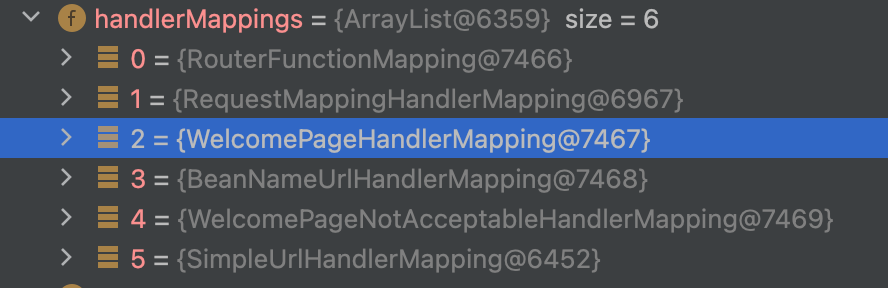 f handlerMappings = {ArrayList@6359} size = 6
0 = {RouterFunctionMapping@7466}
1 = {RequestMappingHandlerMapping@6967}
2 = {WelcomePageHandlerMapping@7467}
3 = {BeanNameUrlHandlerMapping@7468}
4 = {WelcomePageNotAcceptableHandlerMapping@7469}
5 = {SimpleUrlHandlerMapping@6452}